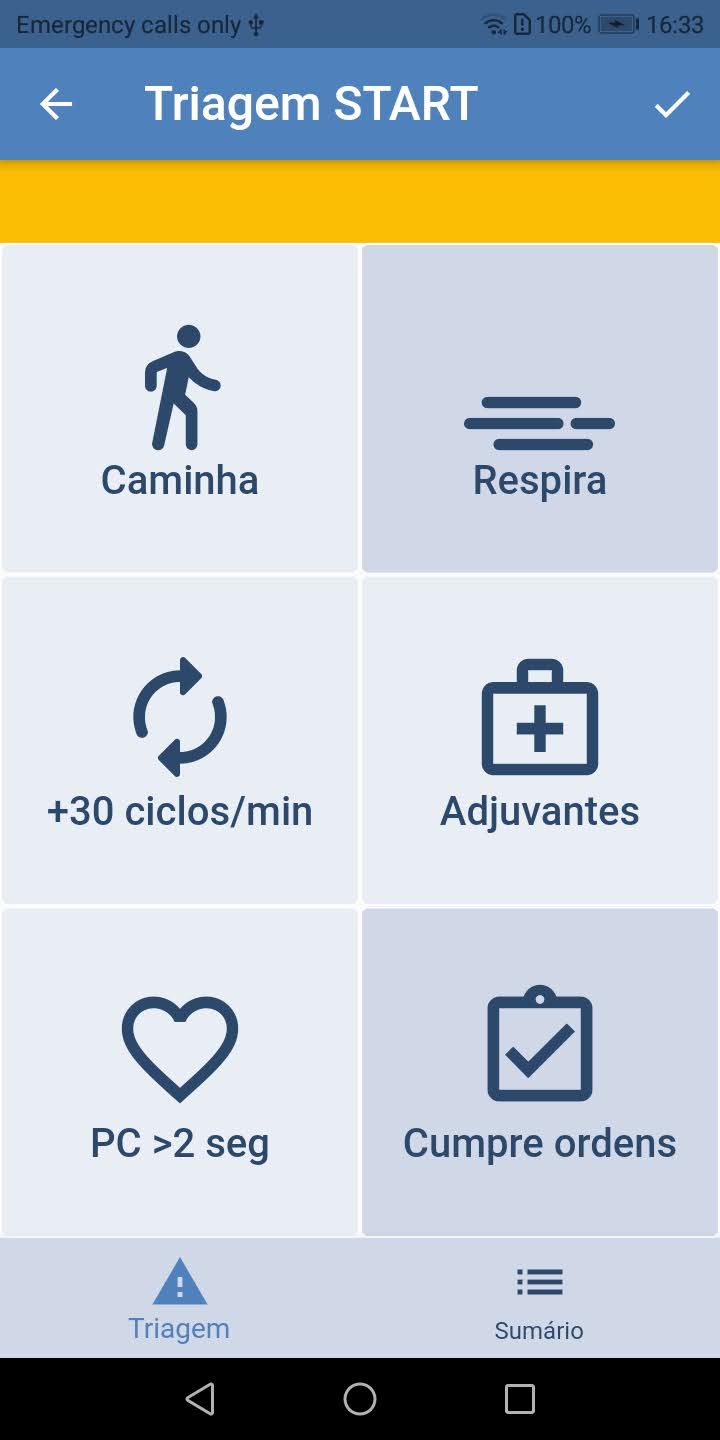 Emergency calls only 100% 16:33
Triagem START
Caminha
Respira
+30 ciclos/min
Adjuvantes
PC >2 seg
Cumpre ordens
Triagem
Sumário